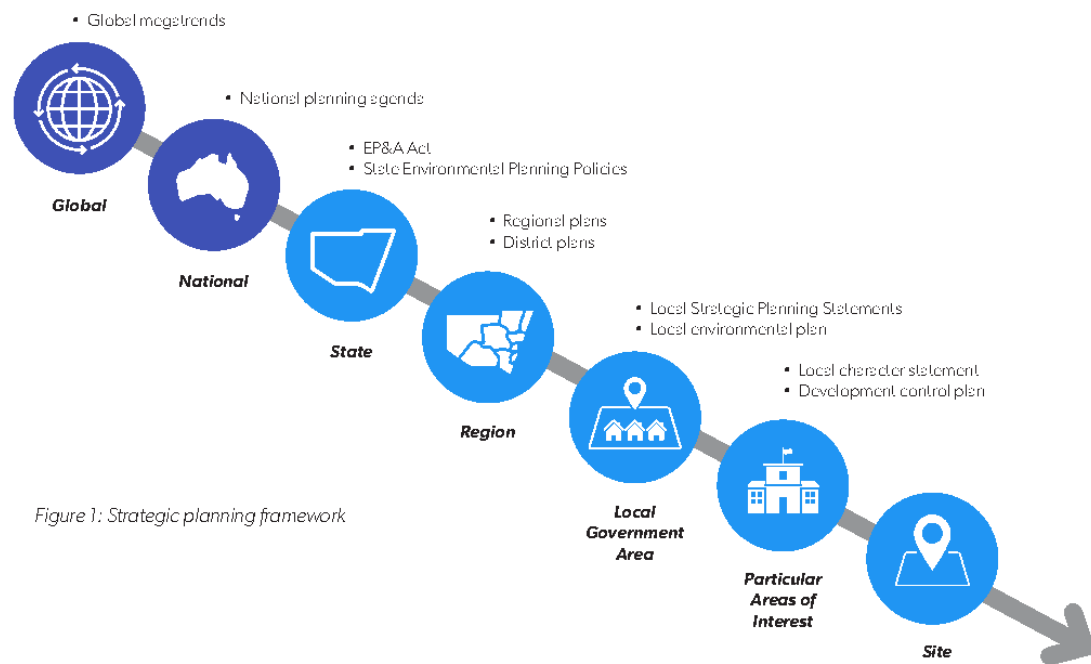 • Global megatrends
Global
• National planning agenda
National
• EP&A Act
• State Environmental Planning Policies
State
• Regional plans
• District plans
Region
• Local Strategic Planning Statements
• Local environmental plan
Local
Government
Area
• Local character statement
• Development control plan
Particular
Areas of
Interest
Site
Figure 1: Strategic planning framework